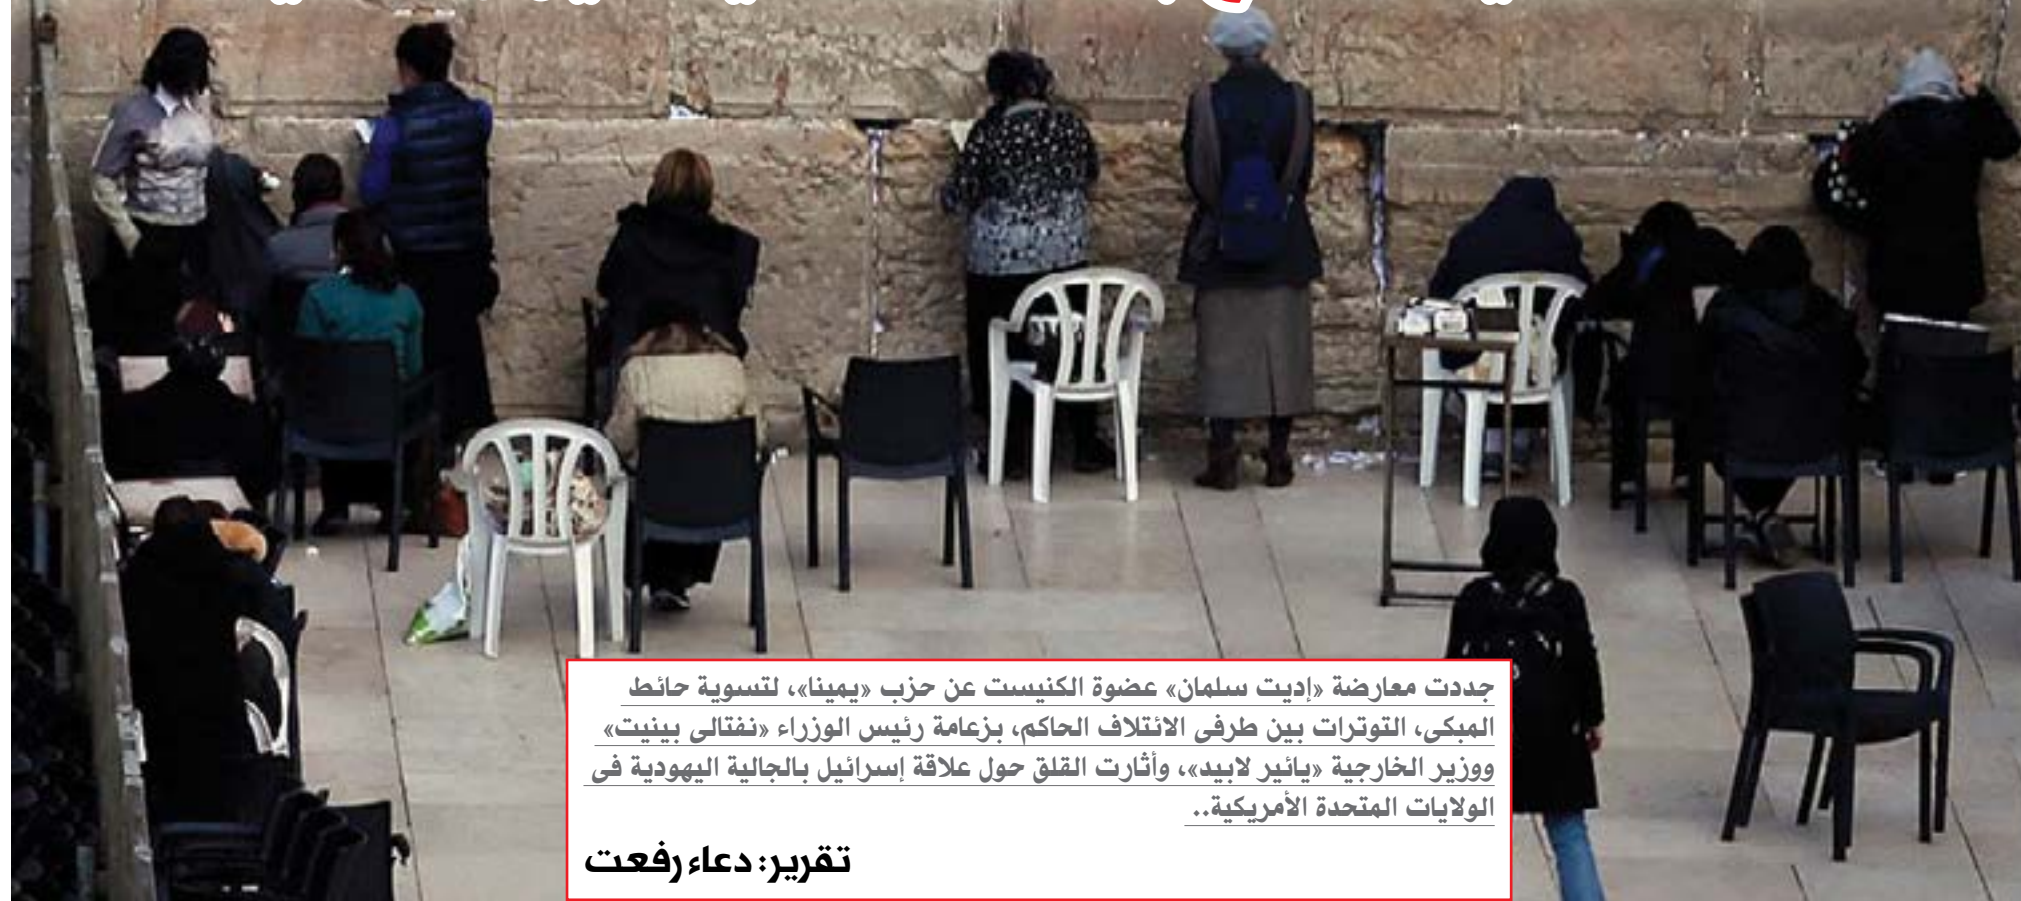 جددت معارضة «إديت سلمان» عضوة الكنيست عن حزب «يمينا»، لتسوية حائط
المبكى، التوترات بين طرفى الائتلاف الحاكم، بزعامة رئيس الوزراء «نفتالى بينيت»
ووزير الخارجية «يائير لابيد»، وأثارت القلق حول علاقة إسرائيل بالجالية اليهودية فى
الولايات المتحدة الأمريكية..
تقرير: دعاء رفعت